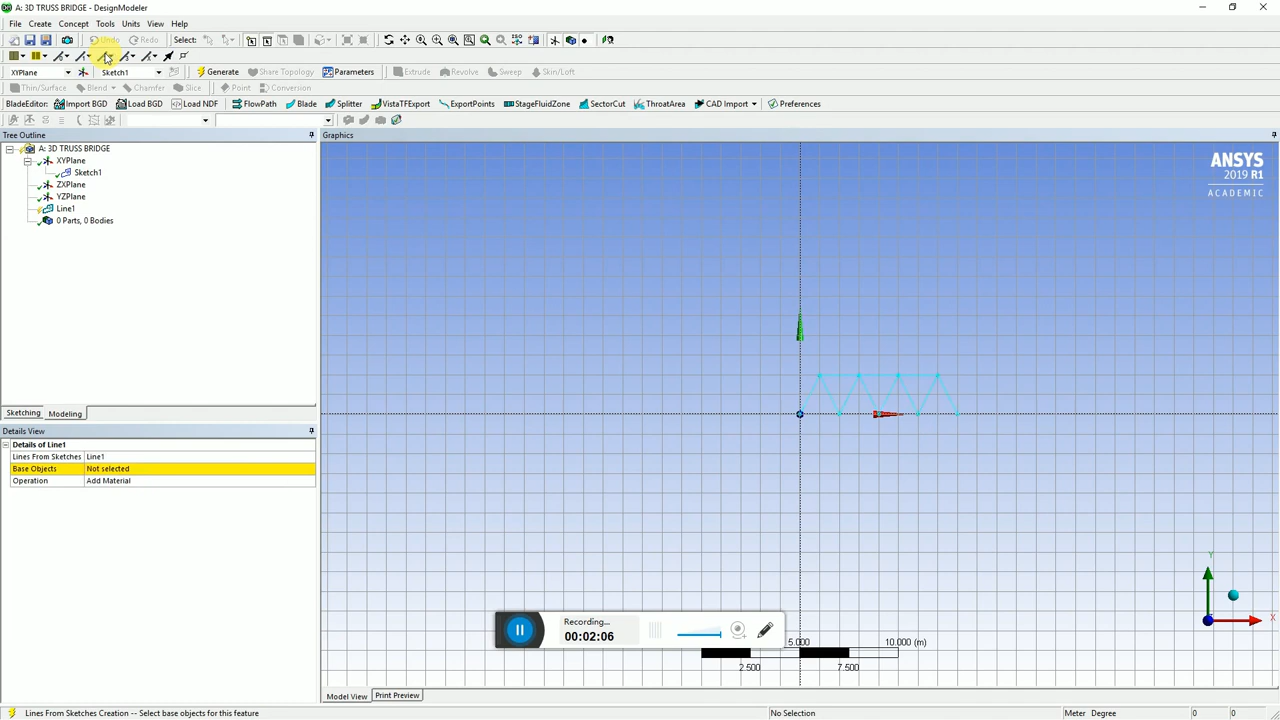 A: 3D TRUSS BRIDGE - DesignModeler
File Create Concept Tools Units View Help
Undo Redo Select:
XYPlane Sketch1 Generate Share Topology Parameters Extrude Revolve Sweep Skin/Loft
Thin/Surface Blend Chamfer Slice Point Conversion
BladeEditor: Import BGD Load BGD Load NDF FlowPath Blade Splitter VistaTFExport ExportPoints StageFluidZone SectorCut ThroatArea CAD Import Preferences
Tree Outline
Graphics
A: 3D TRUSS BRIDGE
XYPlane
Sketch1
ZXPlane
YZPlane
Line1
0 Parts, 0 Bodies
ANSYS
2019 R1
ACADEMIC
Sketching Modeling
Details View
Details of Line1
Lines From Sketches Line1
Base Objects Not selected
Operation Add Material
Y
X
Recording...
00:02:06
5.000 10.000 (m)
2.500 7.500
Model View Print Preview
Lines From Sketches Creation -- Select base objects for this feature No Selection Meter Degree 0 0